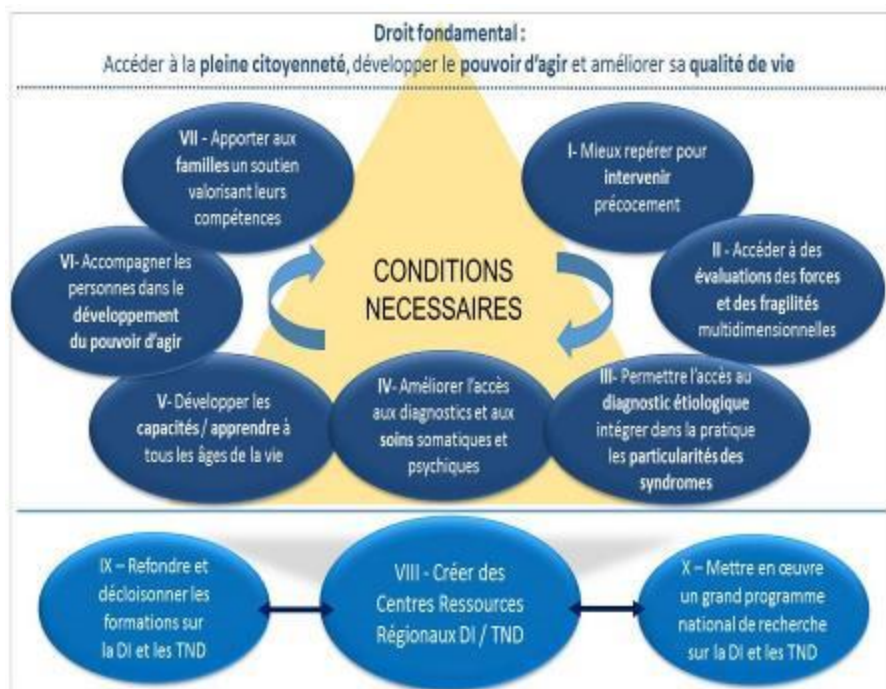 Droit fondamental :
Accéder à la pleine citoyenneté, développer le pouvoir d'agir et améliorer sa qualité de vie
VII - Apporter aux
familles un soutien
valorisant leurs
compétences
I- Mieux repérer pour
intervenir
précocement
VI- Accompagner les
personnes dans le
développement
du pouvoir d'agir
CONDITIONS
NECESSAIRES
II - Accéder à des
évaluations des forces
et des fragilités
multidimensionnelles
V- Développer les
capacités / apprendre à
tous les âges de la vie
IV- Améliorer l'accès
aux diagnostics et aux
soins somatiques et
psychiques
III- Permettre l'accès au
diagnostic étiologique
intégrer dans la pratique
les particularités des
syndromes
IX – Refondre et
décloisonner les
formations sur
la DI et les TND
VIII - Créer des
Centres Ressources
Régionaux DI / TND
X – Mettre en œuvre
un grand programme
national de recherche
sur la DI et les TND